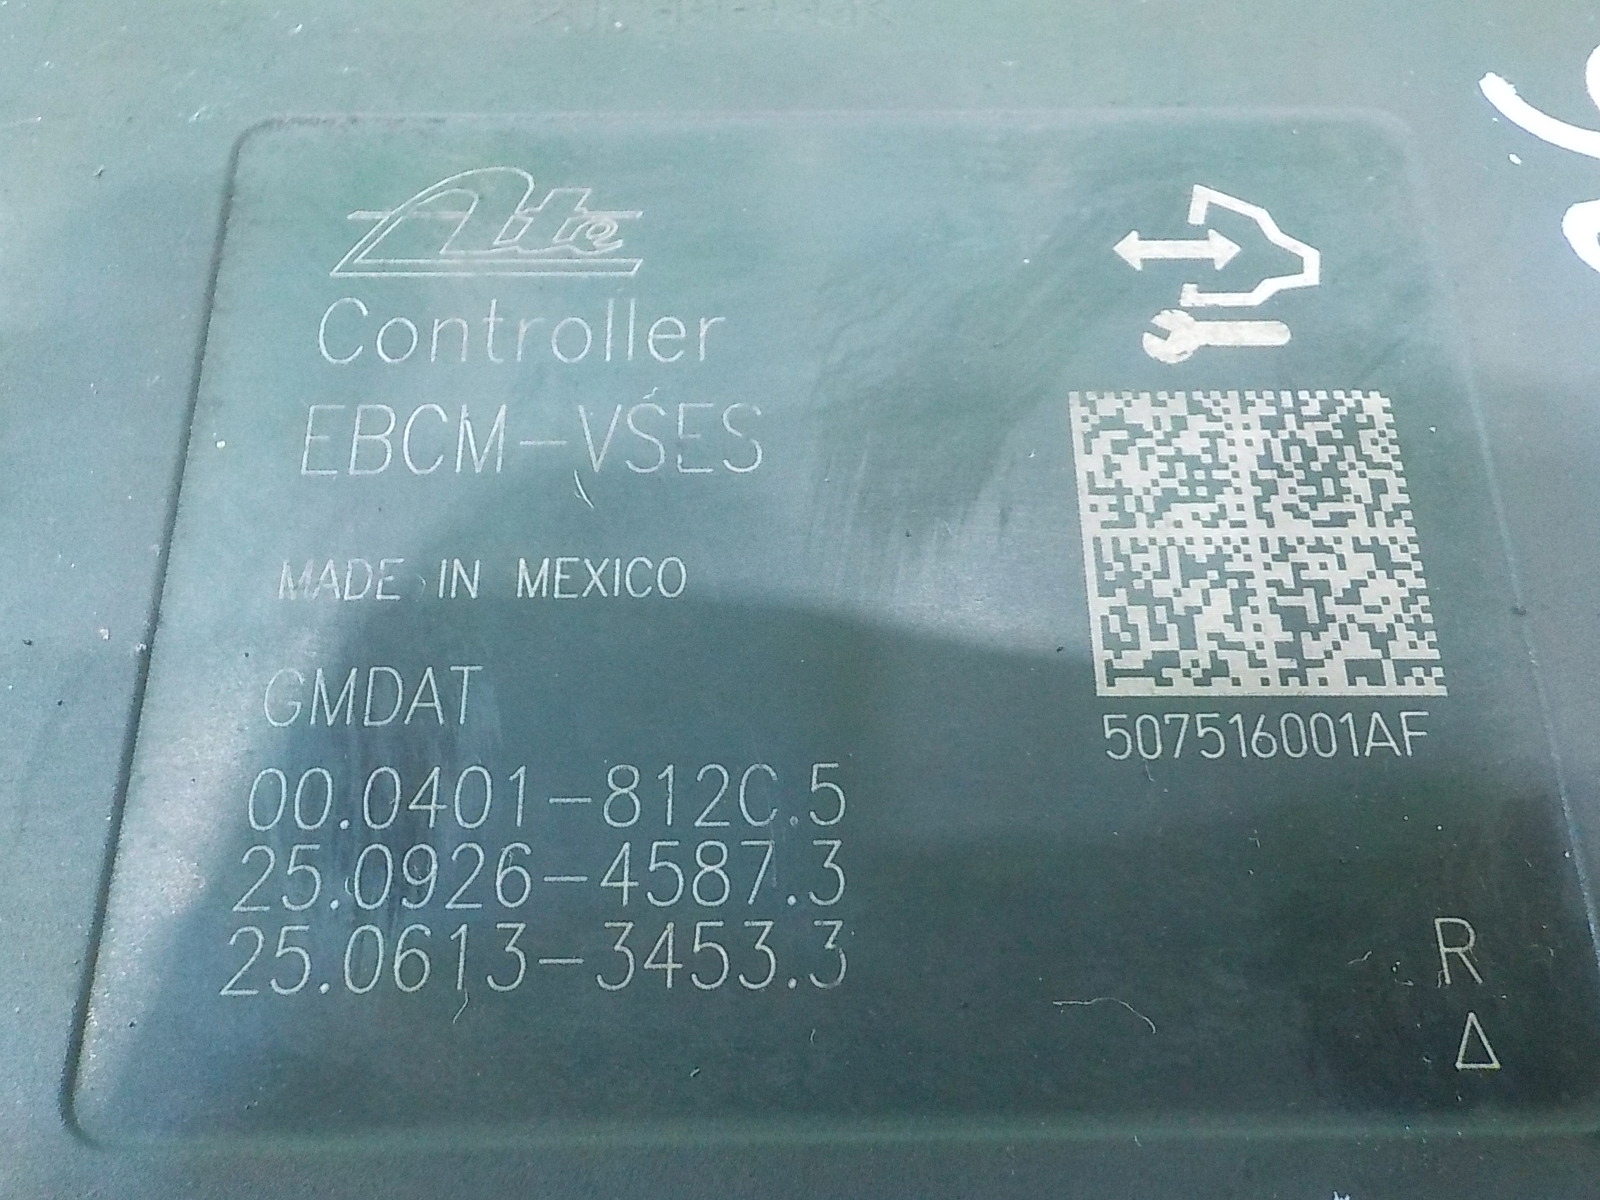 Ate
Controller
EBCM-VSES
MADE IN MEXICO
GMDAT
00.0401-812C.5
25.0926-4587.3
25.0613-3453.3
507516001AF
R
Δ